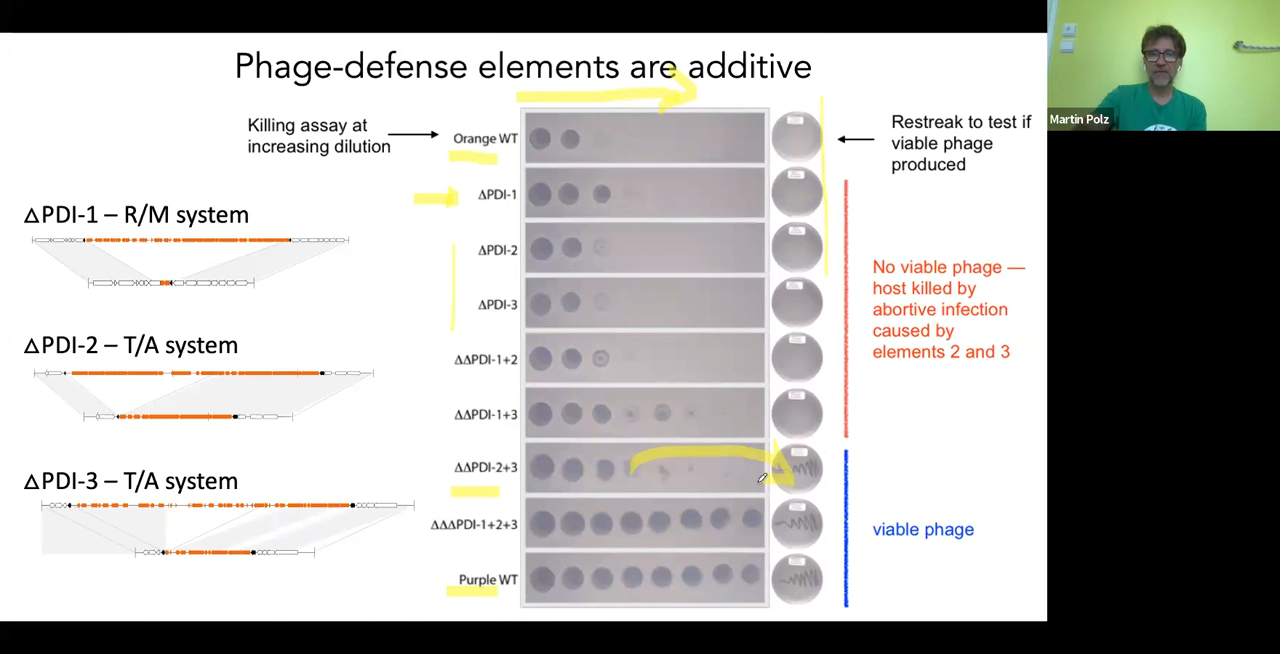 Phage-defense elements are additive
Killing assay at
increasing dilution
Restreak to test if
viable phage
produced
Martin Polz
△PDI-1 – R/M system
△PDI-2 – T/A system
△PDI-3 – T/A system
Orange WT
ΔPDI-1
ΔPDI-2
ΔPDI-3
ΔΔPDI-1+2
ΔΔPDI-1+3
ΔΔPDI-2+3
ΔΔΔPDI-1+2+3
Purple WT
No viable phage —
host killed by
abortive infection
caused by
elements 2 and 3
viable phage